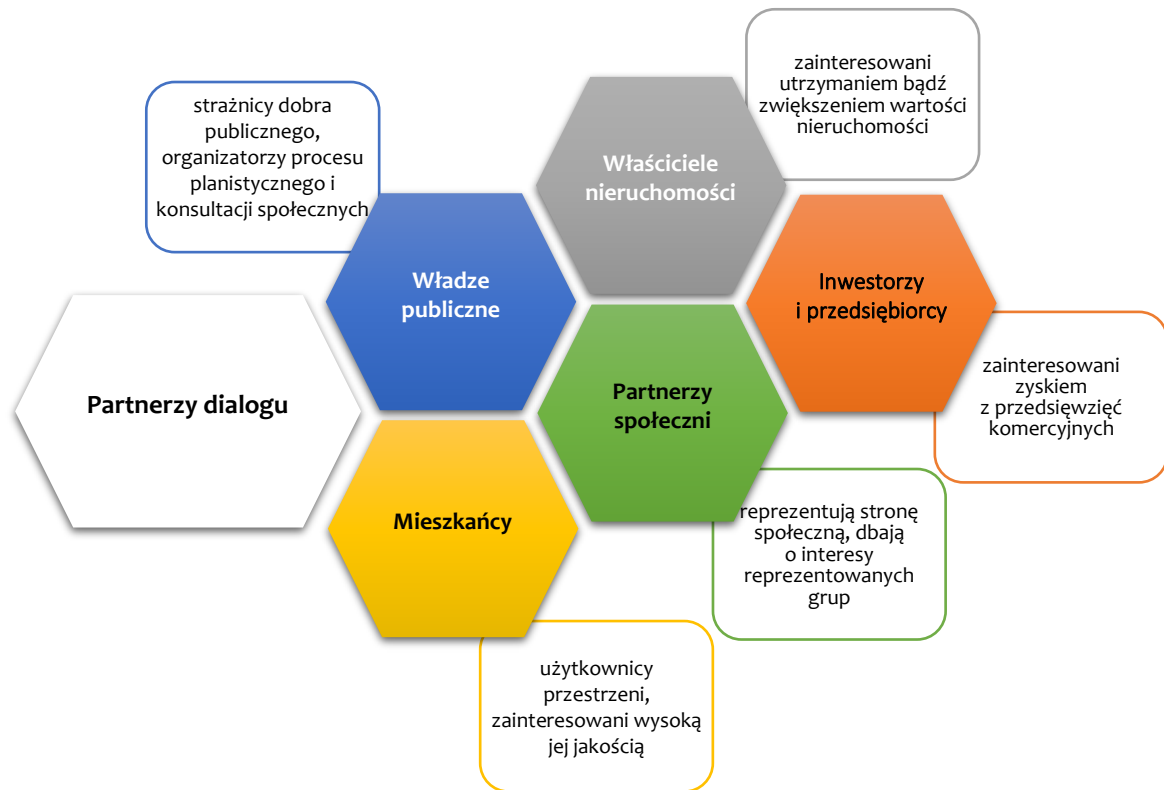 zainteresowani
utrzymaniem bądź
zwiększeniem wartości
nieruchomości
strażnicy dobra
publicznego,
organizatorzy procesu
planistycznego i
konsultacji społecznych
Właściciele
nieruchomości
Władze
publiczne
Inwestorzy
i przedsiębiorcy
zainteresowani
zyskiem
z przedsięwzięć
komercyjnych
Partnerzy dialogu
Partnerzy
społeczni
Mieszkańcy
reprezentują stronę
społeczną, dbają
o interesy
reprezentowanych
grup
użytkownicy
przestrzeni,
zainteresowani wysoką
jej jakością